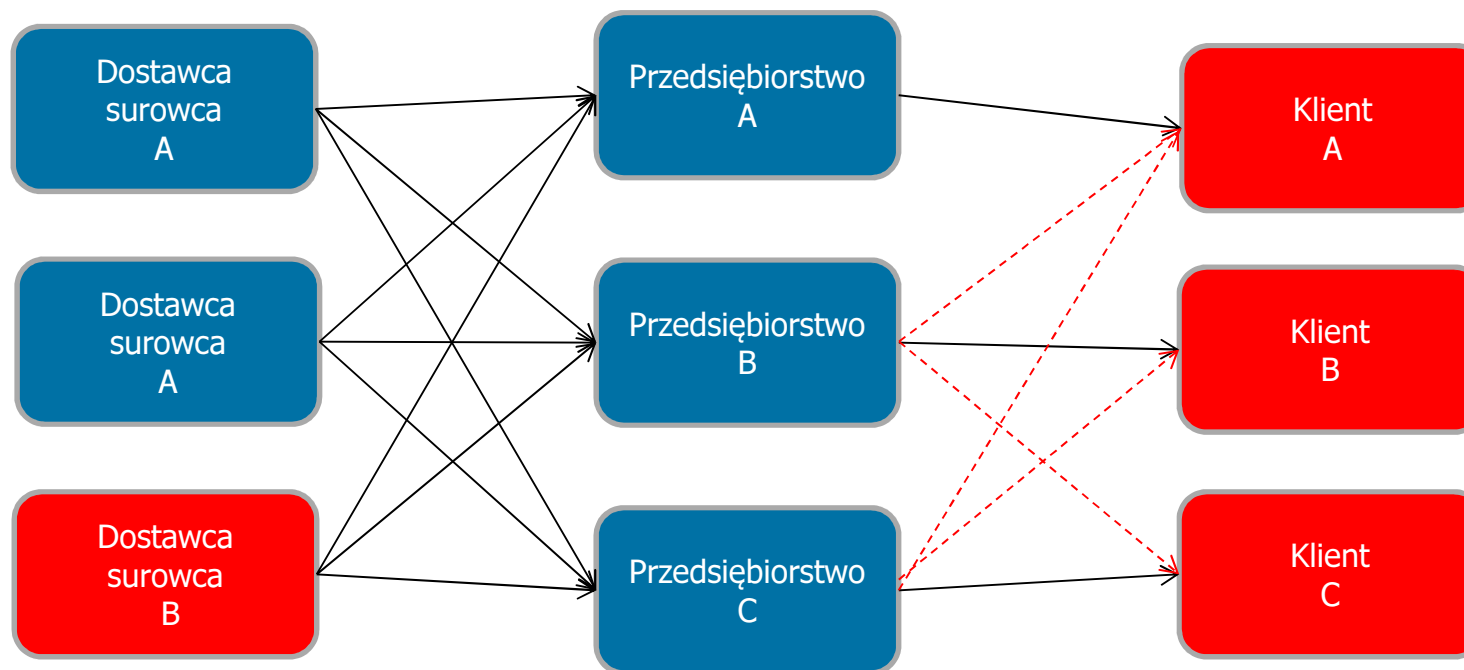 Dostawca
surowca
A
Przedsiębiorstwo
A
Klient
A
Dostawca
surowca
A
Przedsiębiorstwo
B
Klient
B
Dostawca
surowca
B
Przedsiębiorstwo
C
Klient
C